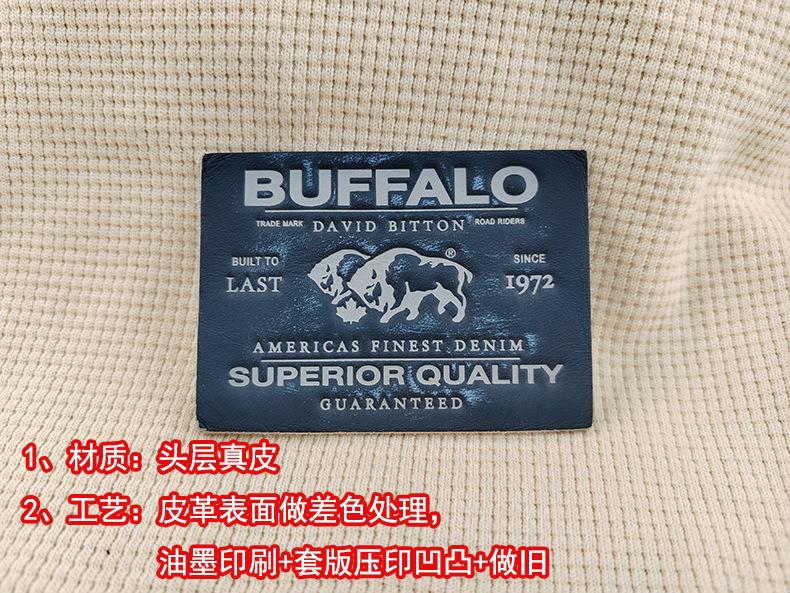 BUFFALO
TRADE MARK DAVID BITTON ROAD RIDERS
®
BUILT TO
LAST
SINCE
1972
AMERICAS FINEST DENIM
SUPERIOR QUALITY
GUARANTEED
1、材质：头层真皮
2、工艺：皮革表面做差色处理，
油墨印刷+套版压印凹凸+做旧